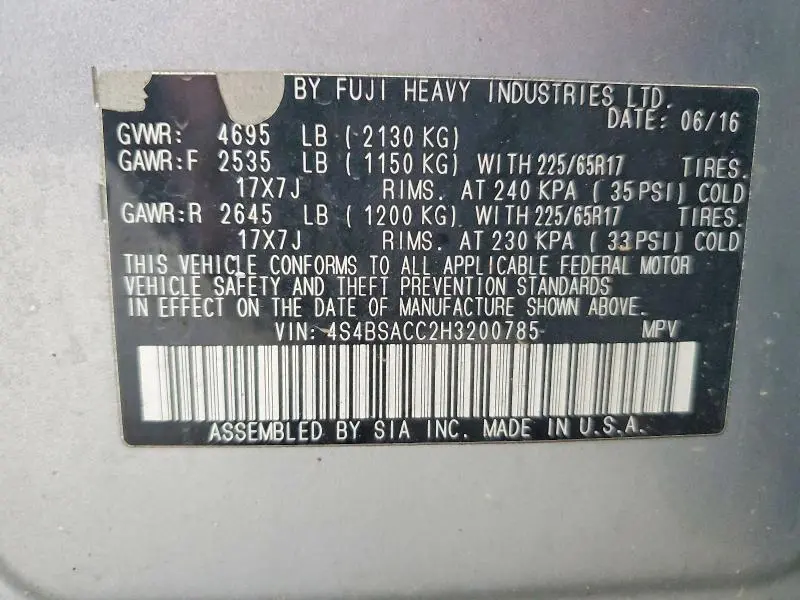 BY FUJI HEAVY INDUSTRIES LTD.
DATE: 06/16
GVWR: 4695 LB ( 2130 KG)
GAWR:F 2535 LB ( 1150 KG) WITH 225/65R17 TIRES.
17X7J RIMS. AT 240 KPA ( 35 PSI) COLD
GAWR:R 2645 LB ( 1200 KG) WITH 225/65R17 TIRES.
17X7J RIMS. AT 230 KPA ( 33 PSI) COLD
THIS VEHICLE CONFORMS TO ALL APPLICABLE FEDERAL MOTOR
VEHICLE SAFETY AND THEFT PREVENTION STANDARDS
IN EFFECT ON THE DATE OF MANUFACTURE SHOWN ABOVE.
VIN: 4S4BSACC2H3200785 MPV
ASSEMBLED BY SIA INC. MADE IN U.S.A.